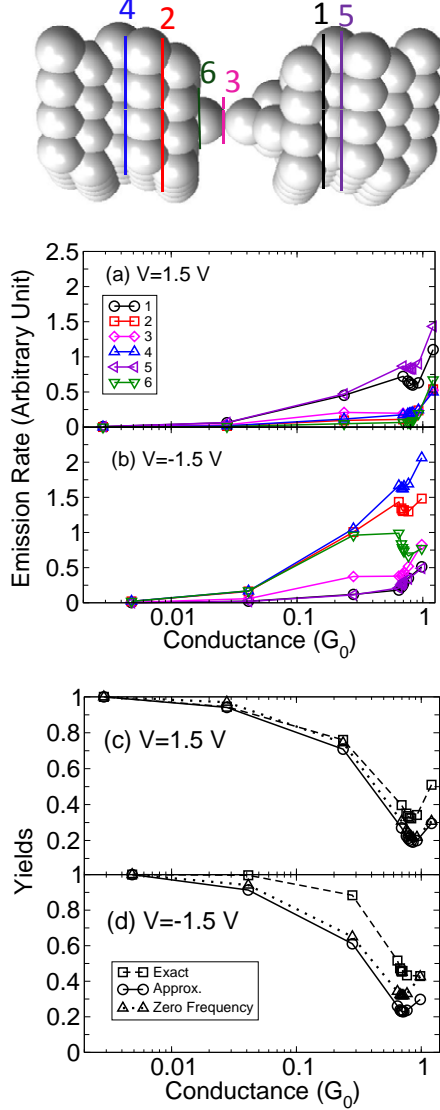 4 2 6 3 1 5
2.5
2
1.5
1
0.5
0
(a) V=1.5 V
1
2
3
4
5
6
Emission Rate (Arbitrary Unit)
2
1.5
1
0.5
0
(b) V=-1.5 V
0.01 0.1 1
Conductance (G₀)
1
0.8
0.6
0.4
0.2
(c) V=1.5 V
Yields
1
0.8
0.6
0.4
0.2
0
(d) V=-1.5 V
Exact
Approx.
Zero Frequency
0.01 0.1 1
Conductance (G₀)